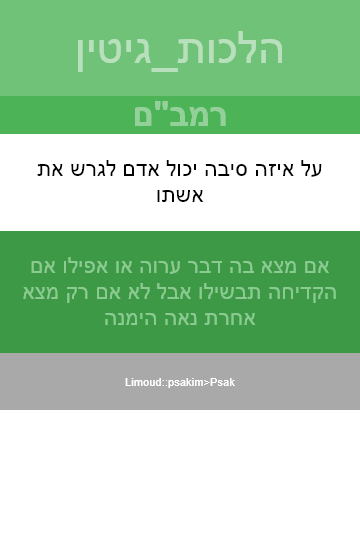 הלכות_גיטין
רמב"ם
על איזה סיבה יכול אדם לגרש את
אשתו
אם מצא בה דבר ערוה או אפילו אם
הקדיחה תבשילו אבל לא אם רק מצא
אחרת נאה הימנה
Limoud::psakim>Psak